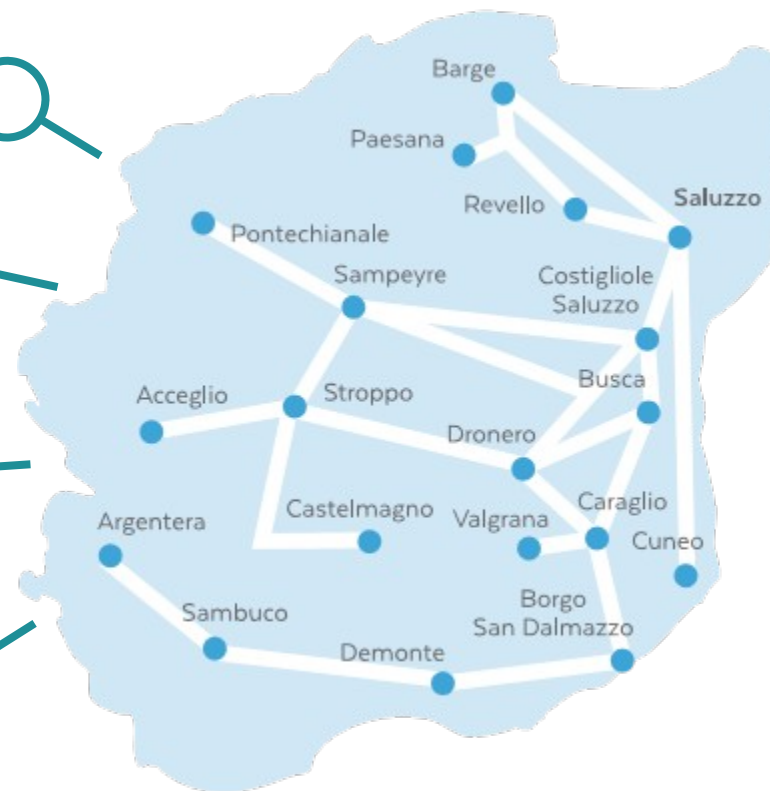 Barge
Paesana
Revello
Saluzzo
Pontechianale
Sampeyre
Costigliole
Saluzzo
Acceglio
Stroppo
Busca
Dronero
Argentera
Castelmagno
Valgrana
Caraglio
Cuneo
Sambuco
Borgo
San Dalmazzo
Demonte